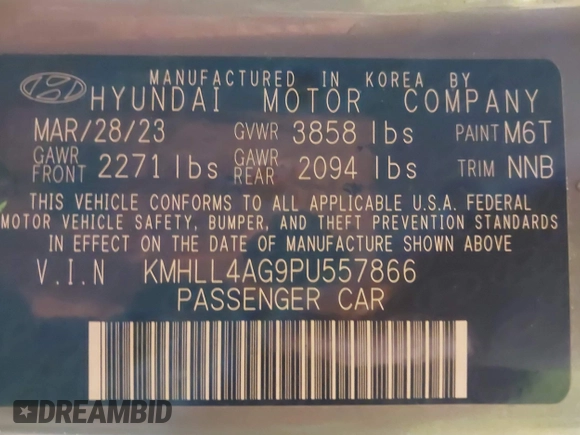 MANUFACTURED IN KOREA BY
HYUNDAI MOTOR COMPANY
MAR/28/23 GVWR 3858 lbs PAINT M6T
GAWR FRONT 2271 lbs GAWR REAR 2094 lbs TRIM NNB
THIS VEHICLE CONFORMS TO ALL APPLICABLE U.S.A. FEDERAL
MOTOR VEHICLE SAFETY, BUMPER, AND THEFT PREVENTION STANDARDS
IN EFFECT ON THE DATE OF MANUFACTURE SHOWN ABOVE
V.I.N KMHLL4AG9PU557866
PASSENGER CAR
DREAMBID